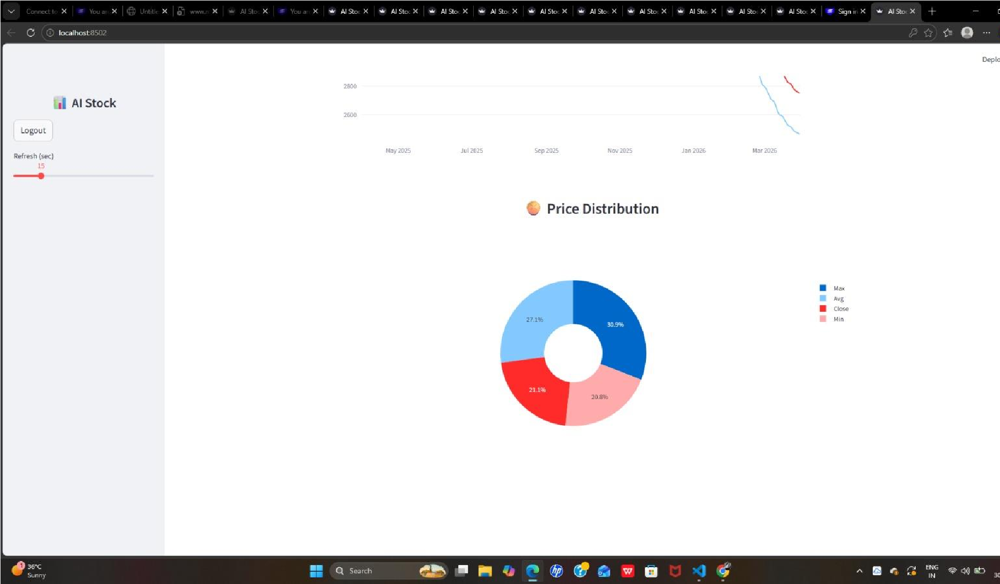 Connect to
You ar
Untitle
www.n
AI Stoc
You ar
AI Stoc
AI Stoc
AI Stoc
AI Stoc
AI Stoc
AI Stoc
AI Stoc
AI Stoc
AI Stoc
AI Stoc
Sign in
AI Stoc
localhost:8502
Deplo
AI Stock
Logout
Refresh (sec)
15
2800
2600
May 2025
Jul 2025
Sep 2025
Nov 2025
Jan 2026
Mar 2026
Price Distribution
Max
Avg
Close
Min
27.1%
30.9%
21.1%
20.8%
1
36°C
Sunny
Search
hp
W
ENG
IN